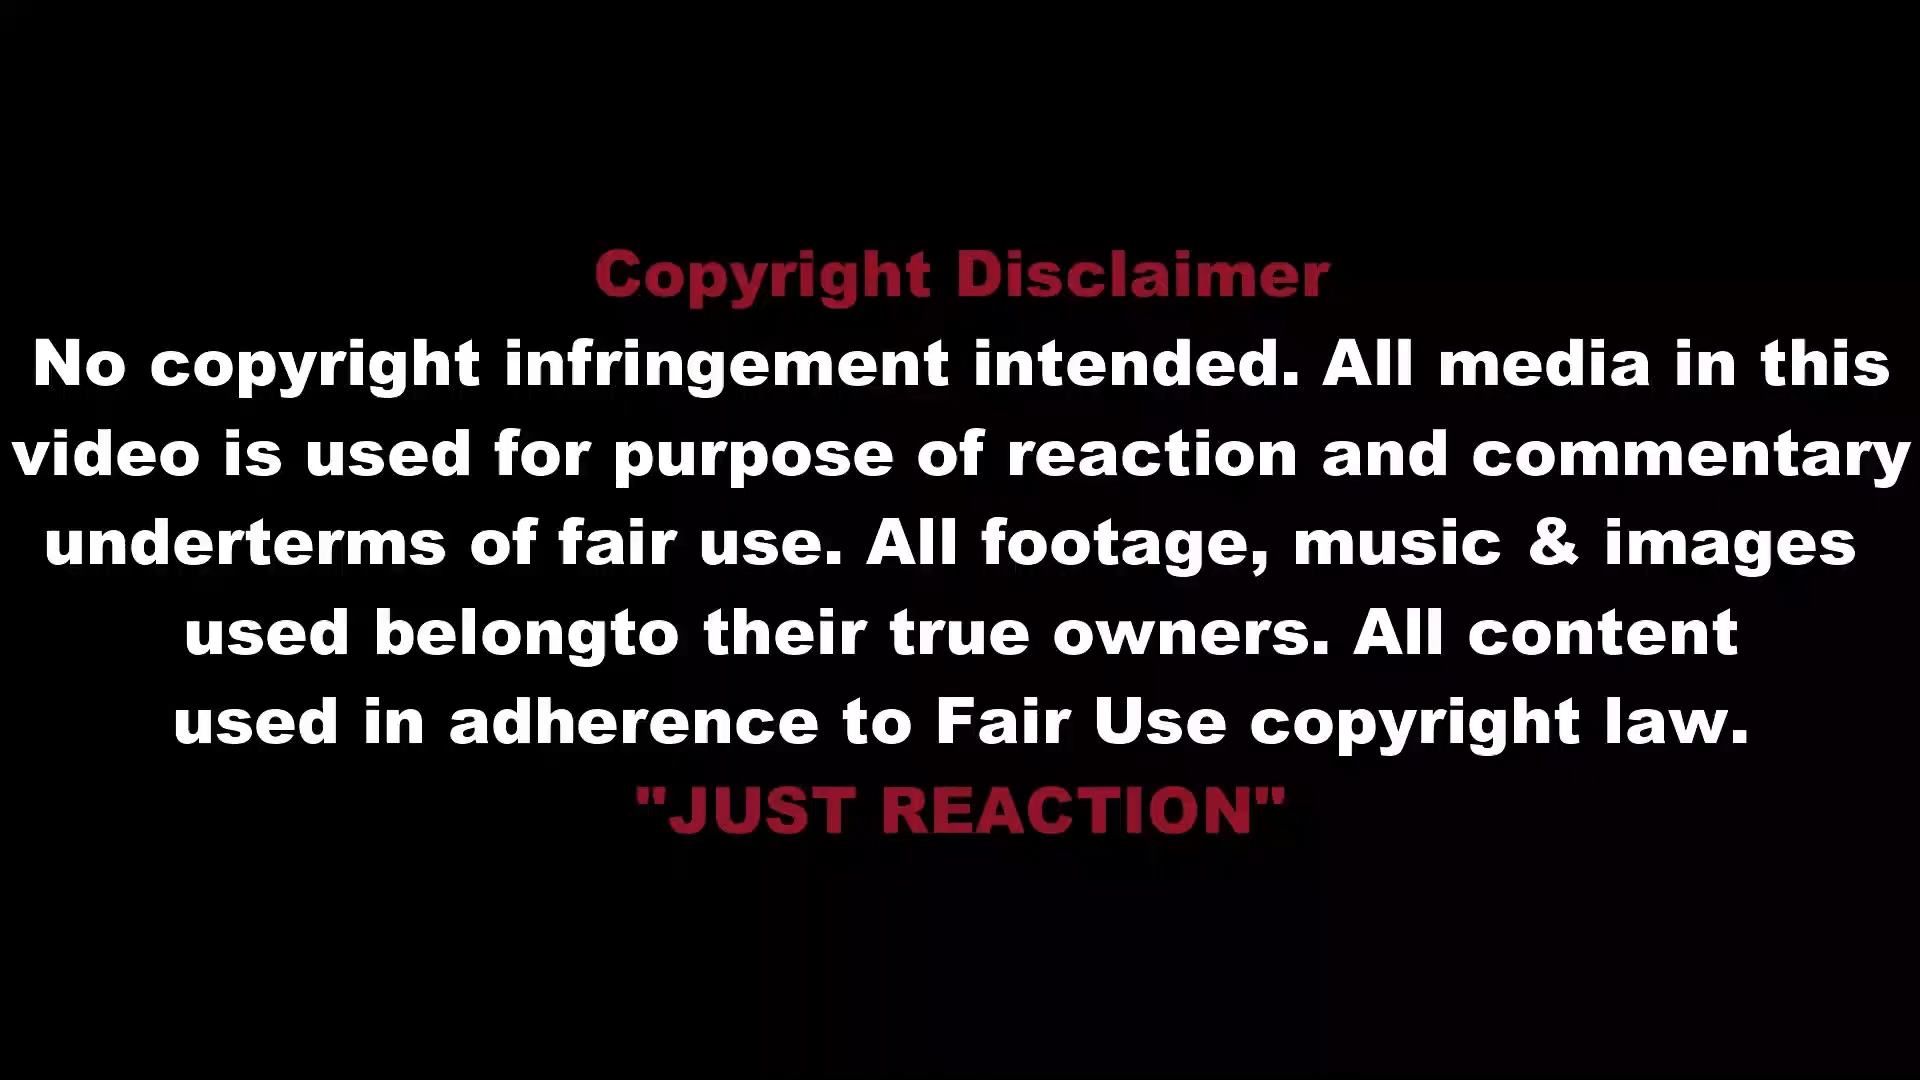 Copyright Disclaimer
No copyright infringement intended. All media in this
video is used for purpose of reaction and commentary
underterms of fair use. All footage, music & images
used belongto their true owners. All content
used in adherence to Fair Use copyright law.
"JUST REACTION"